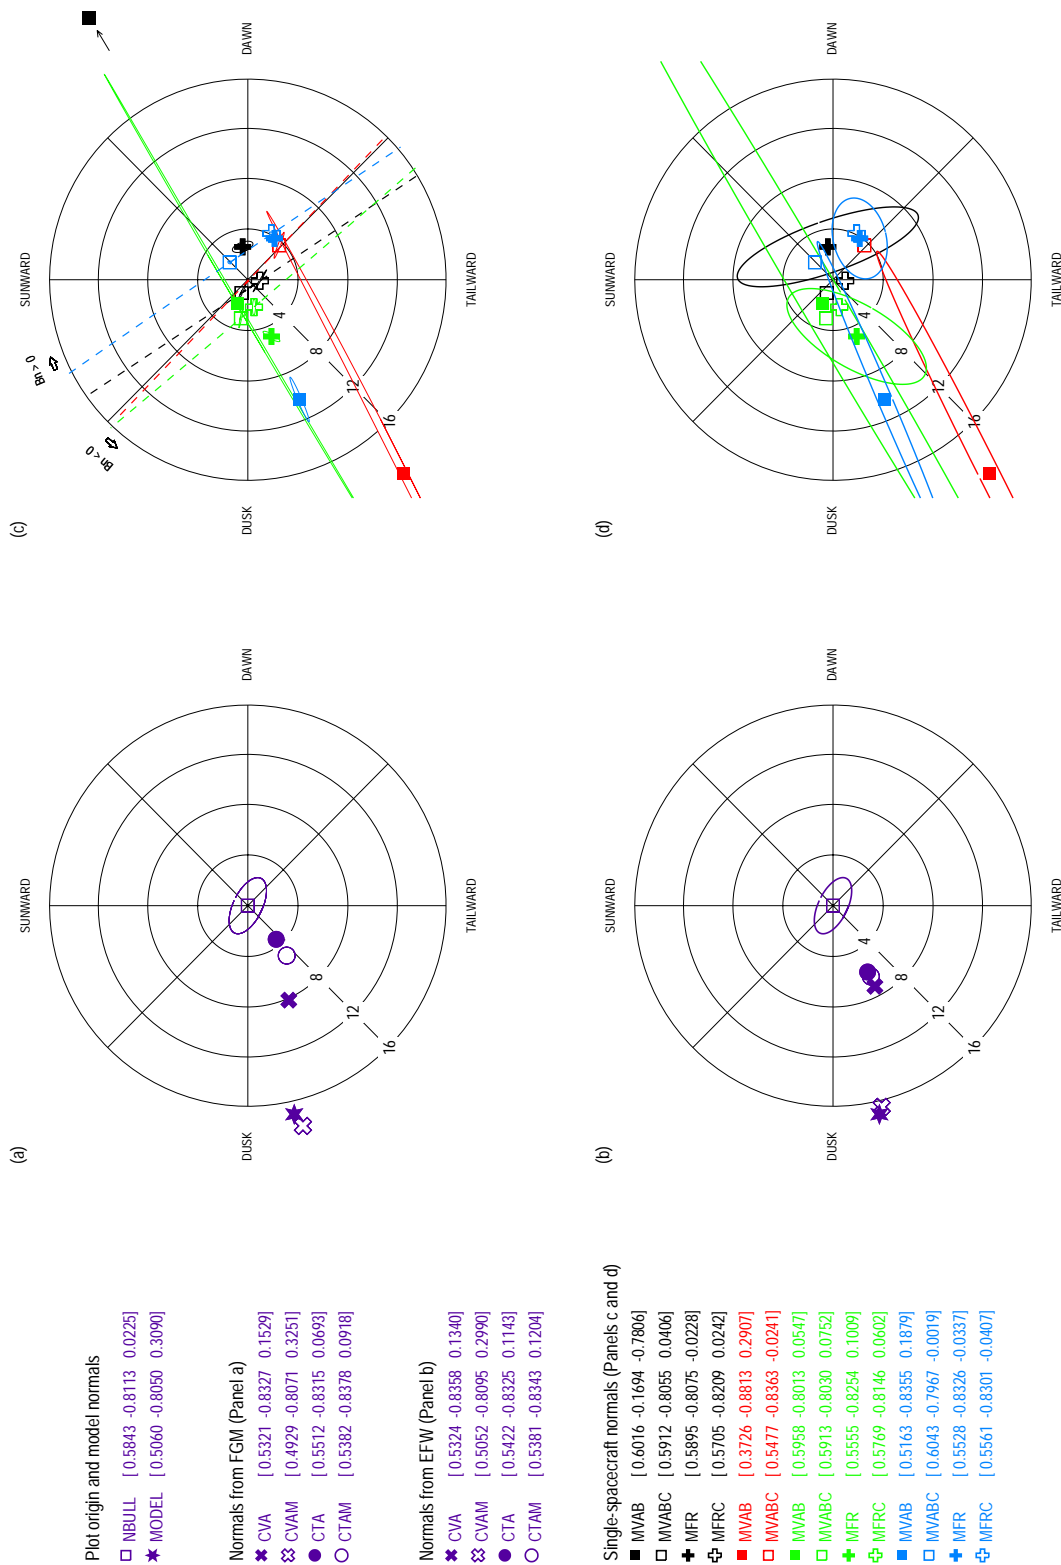 (a)
SUNWARD
DUSK
DAWN
4
8
12
16
TAILWARD
(c)
SUNWARD
Bn < 0
Bn > 0
DUSK
DAWN
4
8
12
16
TAILWARD
(b)
SUNWARD
DUSK
DAWN
4
8
12
16
TAILWARD
(d)
SUNWARD
DUSK
DAWN
4
8
12
16
TAILWARD
Plot origin and model normals
NBULL [ 0.5843 -0.8113 0.0225]
MODEL [ 0.5060 -0.8050 0.3090]
Normals from FGM (Panel a)
CVA [ 0.5321 -0.8327 0.1529]
CVAM [ 0.4929 -0.8071 0.3251]
CTA [ 0.5512 -0.8315 0.0693]
CTAM [ 0.5382 -0.8378 0.0918]
Normals from EFW (Panel b)
CVA [ 0.5324 -0.8358 0.1340]
CVAM [ 0.5052 -0.8095 0.2990]
CTA [ 0.5422 -0.8325 0.1143]
CTAM [ 0.5381 -0.8343 0.1204]
Single-spacecraft normals (Panels c and d)
MVAB [ 0.6016 -0.1694 -0.7806]
MVABC [ 0.5912 -0.8055 0.0406]
MFR [ 0.5895 -0.8075 -0.0228]
MFRC [ 0.5705 -0.8209 0.0242]
MVAB [ 0.3726 -0.8813 0.2907]
MVABC [ 0.5477 -0.8363 -0.0241]
MVAB [ 0.5958 -0.8013 0.0547]
MVABC [ 0.5913 -0.8030 0.0752]
MFR [ 0.5555 -0.8254 0.1009]
MFRC [ 0.5769 -0.8146 0.0602]
MVAB [ 0.5163 -0.8355 0.1879]
MVABC [ 0.6043 -0.7967 -0.0019]
MFR [ 0.5528 -0.8326 -0.0337]
MFRC [ 0.5561 -0.8301 -0.0407]